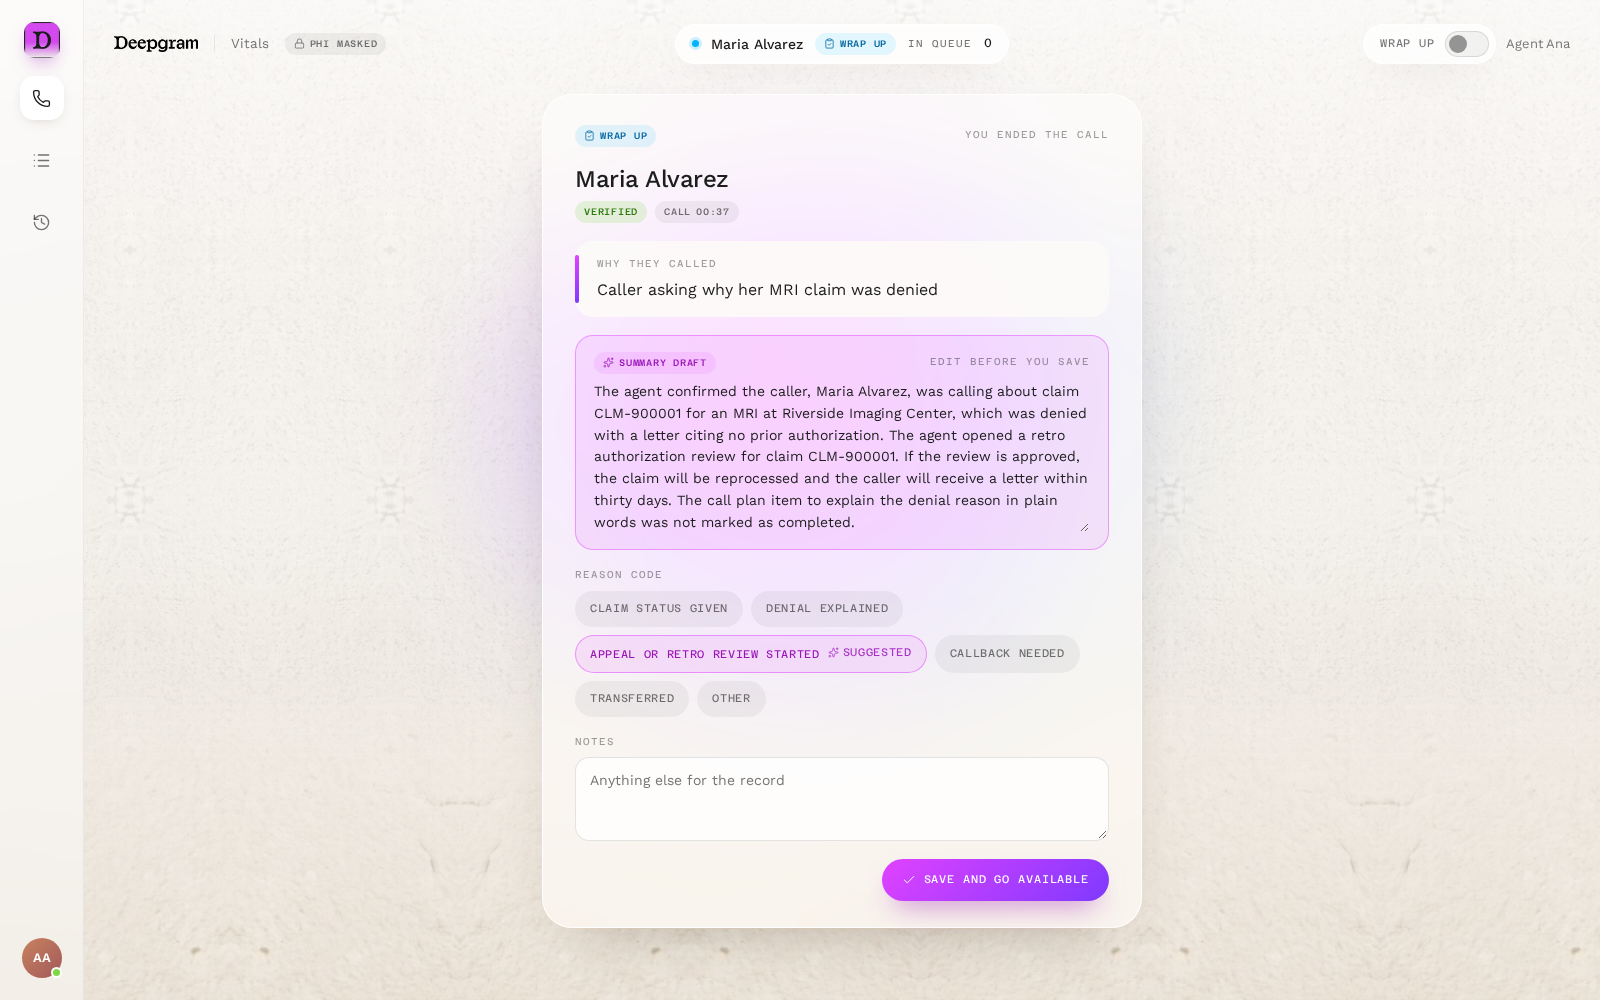 D
Deepgram
Vitals
PHI MASKED
Maria Alvarez
WRAP UP
IN QUEUE 0
WRAP UP
Agent Ana
WRAP UP
YOU ENDED THE CALL
Maria Alvarez
VERIFIED
CALL 00:37
WHY THEY CALLED
Caller asking why her MRI claim was denied
SUMMARY DRAFT
EDIT BEFORE YOU SAVE
The agent confirmed the caller, Maria Alvarez, was calling about claim
CLM-900001 for an MRI at Riverside Imaging Center, which was denied
with a letter citing no prior authorization. The agent opened a retro
authorization review for claim CLM-900001. If the review is approved,
the claim will be reprocessed and the caller will receive a letter within
thirty days. The call plan item to explain the denial reason in plain
words was not marked as completed.
REASON CODE
CLAIM STATUS GIVEN
DENIAL EXPLAINED
APPEAL OR RETRO REVIEW STARTED SUGGESTED
CALLBACK NEEDED
TRANSFERRED
OTHER
NOTES
Anything else for the record
SAVE AND GO AVAILABLE
AA